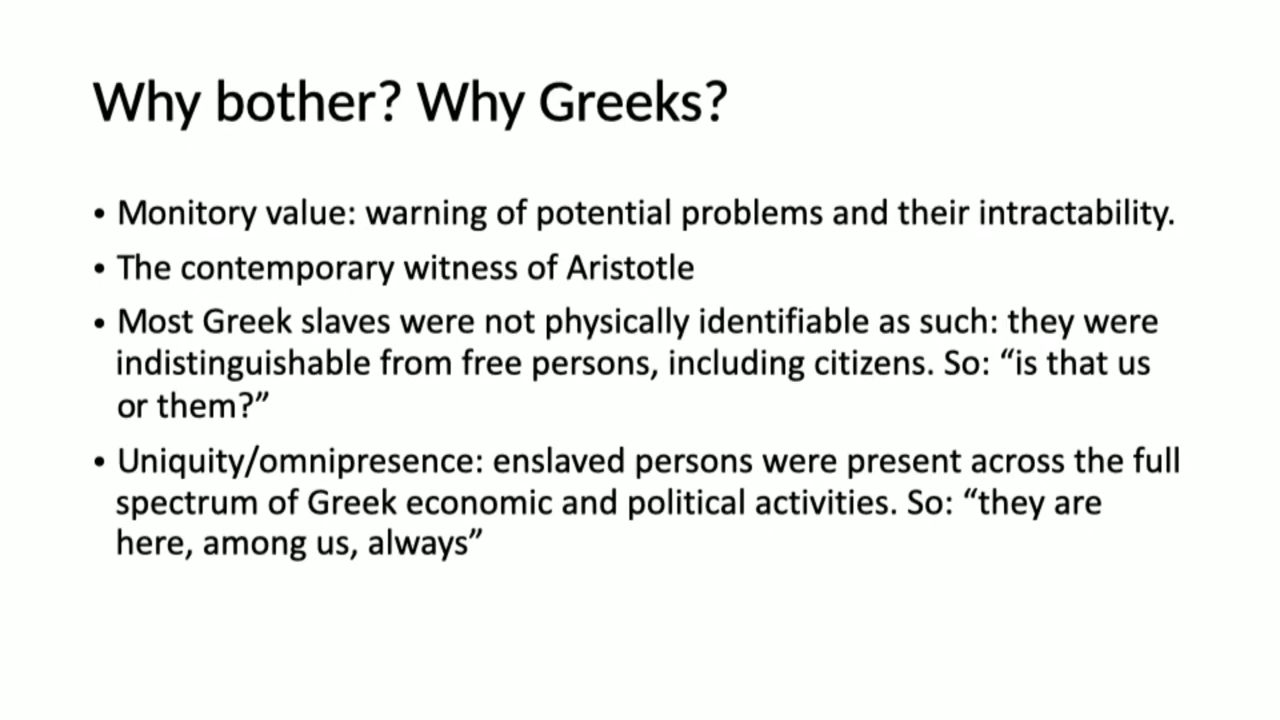 Why bother? Why Greeks?
• Monitory value: warning of potential problems and their intractability.
• The contemporary witness of Aristotle
• Most Greek slaves were not physically identifiable as such: they were
indistinguishable from free persons, including citizens. So: “is that us
or them?”
• Uniquity/omnipresence: enslaved persons were present across the full
spectrum of Greek economic and political activities. So: “they are
here, among us, always”